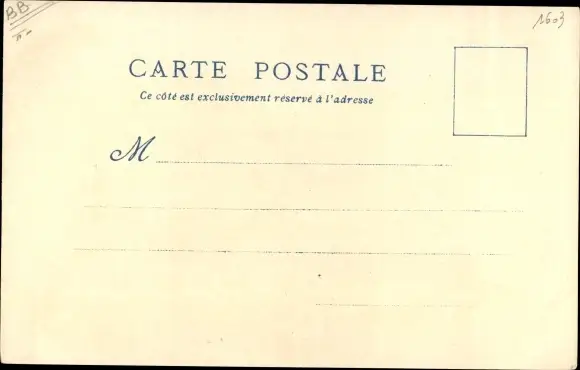 BB
1603
CARTE POSTALE
Ce côté est exclusivement réservé à l'adresse
M